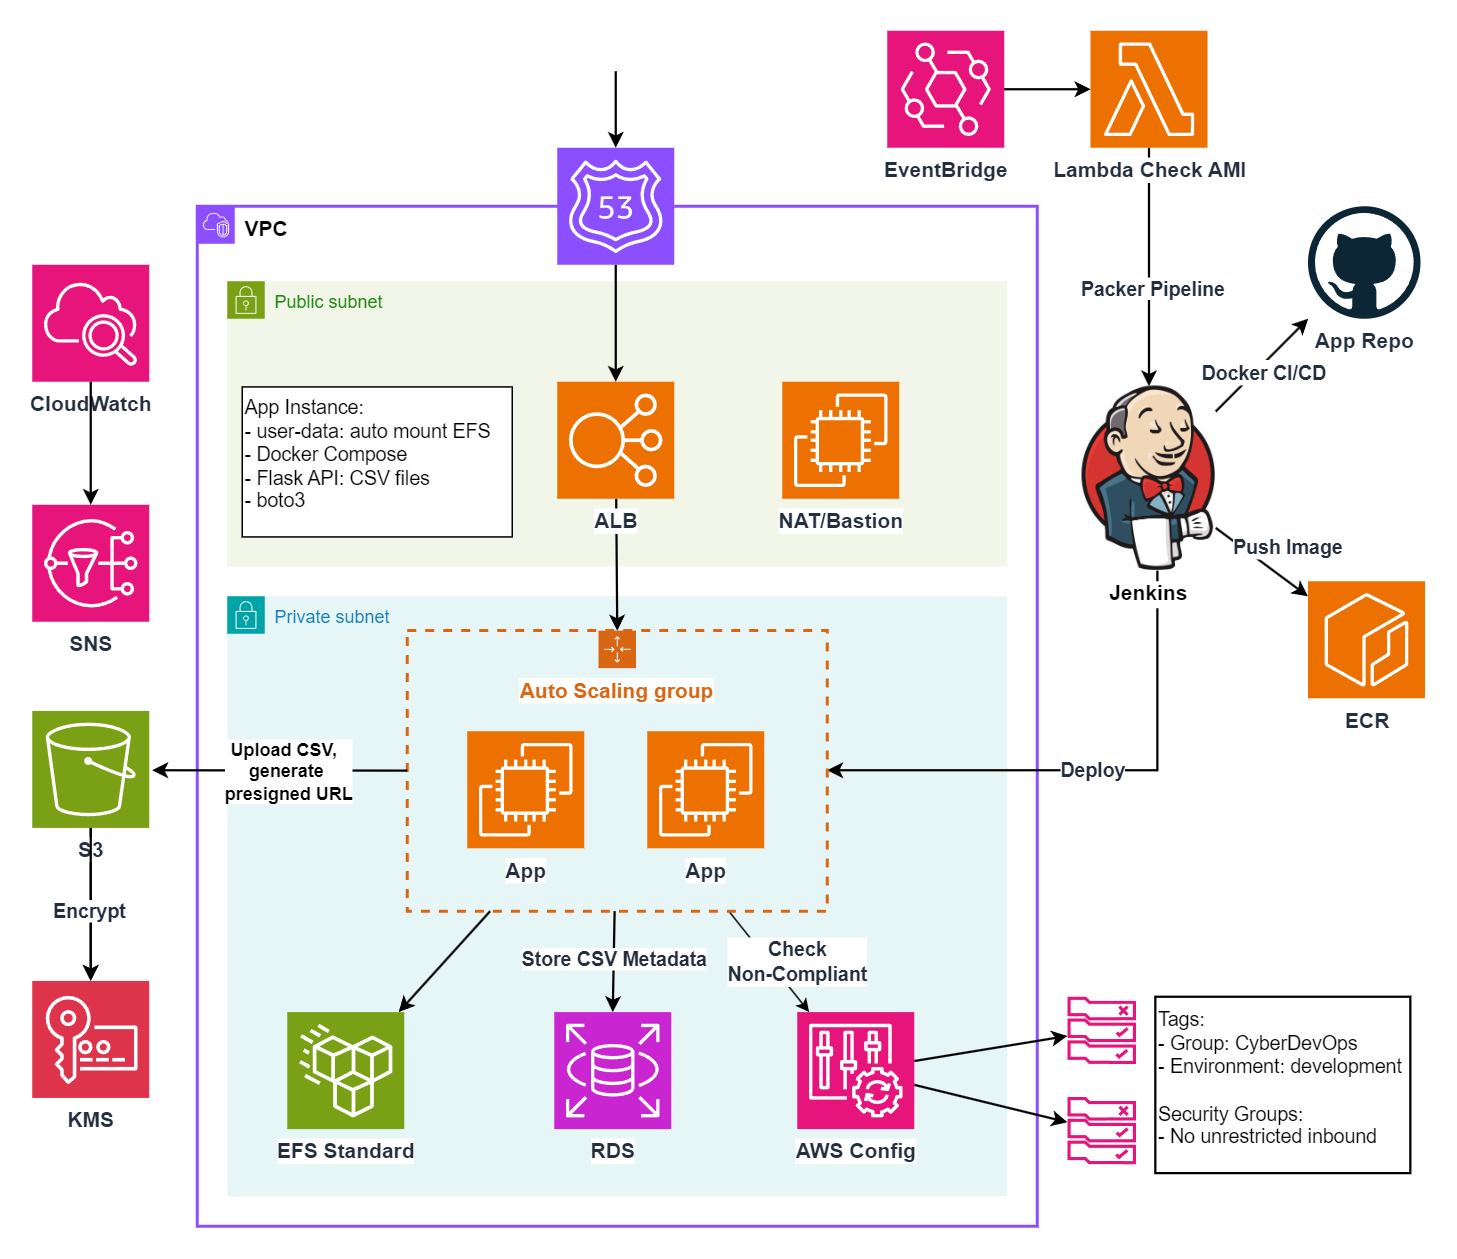 EventBridge
Lambda Check AMI
53
VPC
Public subnet
Packer Pipeline
App Repo
Docker CI/CD
CloudWatch
App Instance:
- user-data: auto mount EFS
- Docker Compose
- Flask API: CSV files
- boto3
ALB
NAT/Bastion
Push Image
Jenkins
SNS
Private subnet
Auto Scaling group
ECR
Upload CSV,
generate
presigned URL
Deploy
S3
App
App
Encrypt
Store CSV Metadata
Check
Non-Compliant
Tags:
- Group: CyberDevOps
- Environment: development
Security Groups:
- No unrestricted inbound
KMS
EFS Standard
RDS
AWS Config